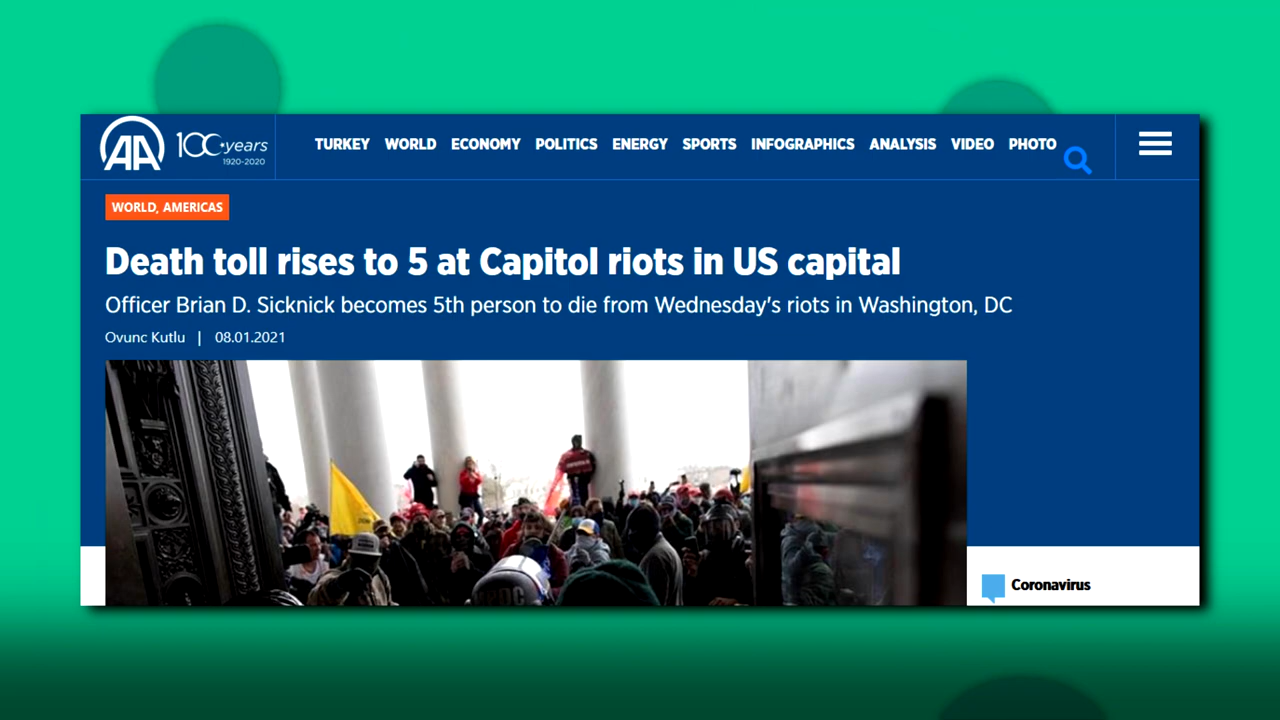 AA 100·years
1920-2020
TURKEY WORLD ECONOMY POLITICS ENERGY SPORTS INFOGRAPHICS ANALYSIS VIDEO PHOTO
WORLD, AMERICAS
Death toll rises to 5 at Capitol riots in US capital
Officer Brian D. Sicknick becomes 5th person to die from Wednesday's riots in Washington, DC
Ovunc Kutlu | 08.01.2021
Coronavirus